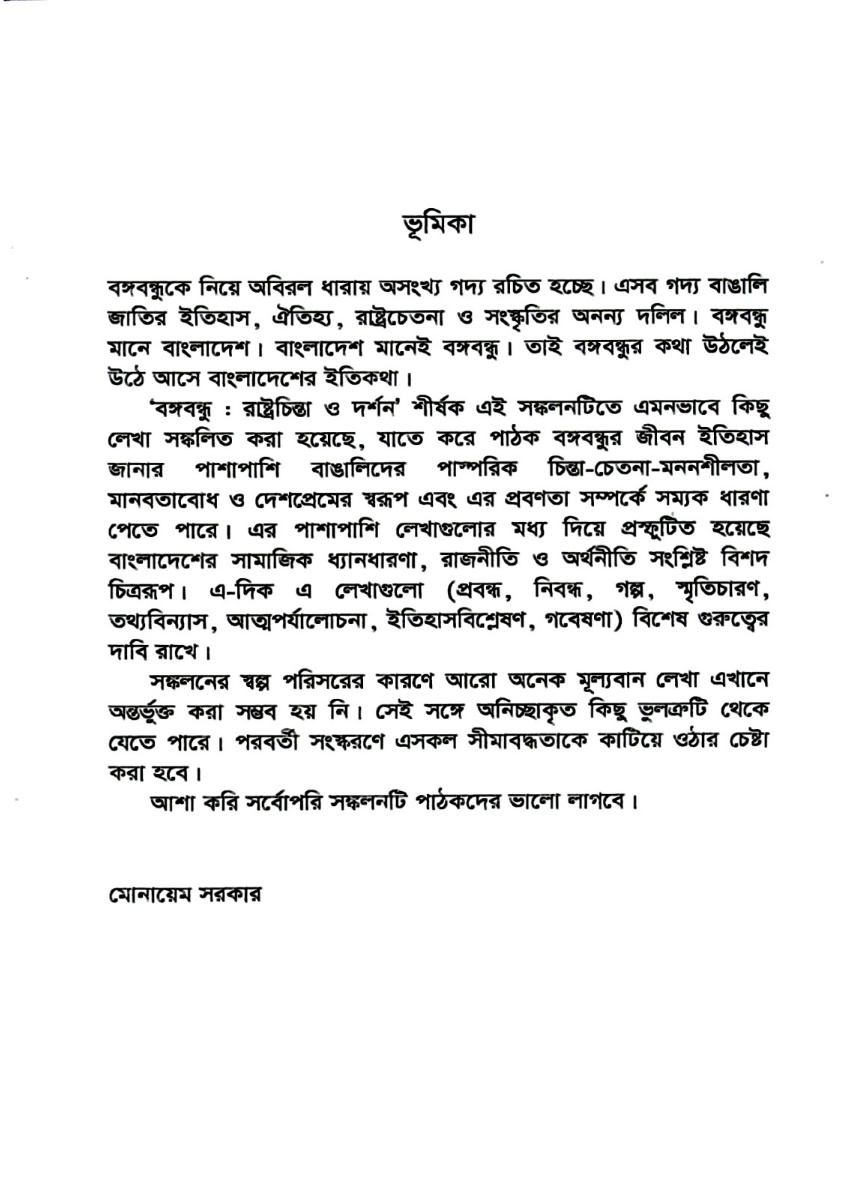 ভূমিকা
বঙ্গবন্ধুকে নিয়ে অবিরল ধারায় অসংখ্য গদ্য রচিত হচ্ছে। এসব গদ্য বাঙালি
জাতির ইতিহাস, ঐতিহ্য, রাষ্ট্রচেতনা ও সংস্কৃতির অনন্য দলিল। বঙ্গবন্ধু
মানে বাংলাদেশ। বাংলাদেশ মানেই বঙ্গবন্ধু। তাই বঙ্গবন্ধুর কথা উঠলেই
উঠে আসে বাংলাদেশের ইতিকথা।
‘বঙ্গবন্ধু : রাষ্ট্রচিন্তা ও দর্শন’ শীর্ষক এই সঙ্কলনটিতে এমনভাবে কিছু
লেখা সঙ্কলিত করা হয়েছে, যাতে করে পাঠক বঙ্গবন্ধুর জীবন ইতিহাস
জানার পাশাপাশি বাঙালিদের পাস্পরিক চিন্তা-চেতনা-মননশীলতা,
মানবতাবোধ ও দেশপ্রেমের স্বরূপ এবং এর প্রবণতা সম্পর্কে সম্যক ধারণা
পেতে পারে। এর পাশাপাশি লেখাগুলোর মধ্য দিয়ে প্রস্ফুটিত হয়েছে
বাংলাদেশের সামাজিক ধ্যানধারণা, রাজনীতি ও অর্থনীতি সংশ্লিষ্ট বিশদ
চিত্ররূপ। এ-দিক এ লেখাগুলো (প্রবন্ধ, নিবন্ধ, গল্প, স্মৃতিচারণ,
তথ্যবিন্যাস, আত্মপর্যালোচনা, ইতিহাসবিশ্লেষণ, গবেষণা) বিশেষ গুরুত্বের
দাবি রাখে।
সঙ্কলনের স্বল্প পরিসরের কারণে আরো অনেক মূল্যবান লেখা এখানে
অন্তর্ভুক্ত করা সম্ভব হয় নি। সেই সঙ্গে অনিচ্ছাকৃত কিছু ভুলত্রুটি থেকে
যেতে পারে। পরবর্তী সংস্করণে এসকল সীমাবদ্ধতাকে কাটিয়ে ওঠার চেষ্টা
করা হবে।
আশা করি সর্বোপরি সঙ্কলনটি পাঠকদের ভালো লাগবে।
মোনায়েম সরকার